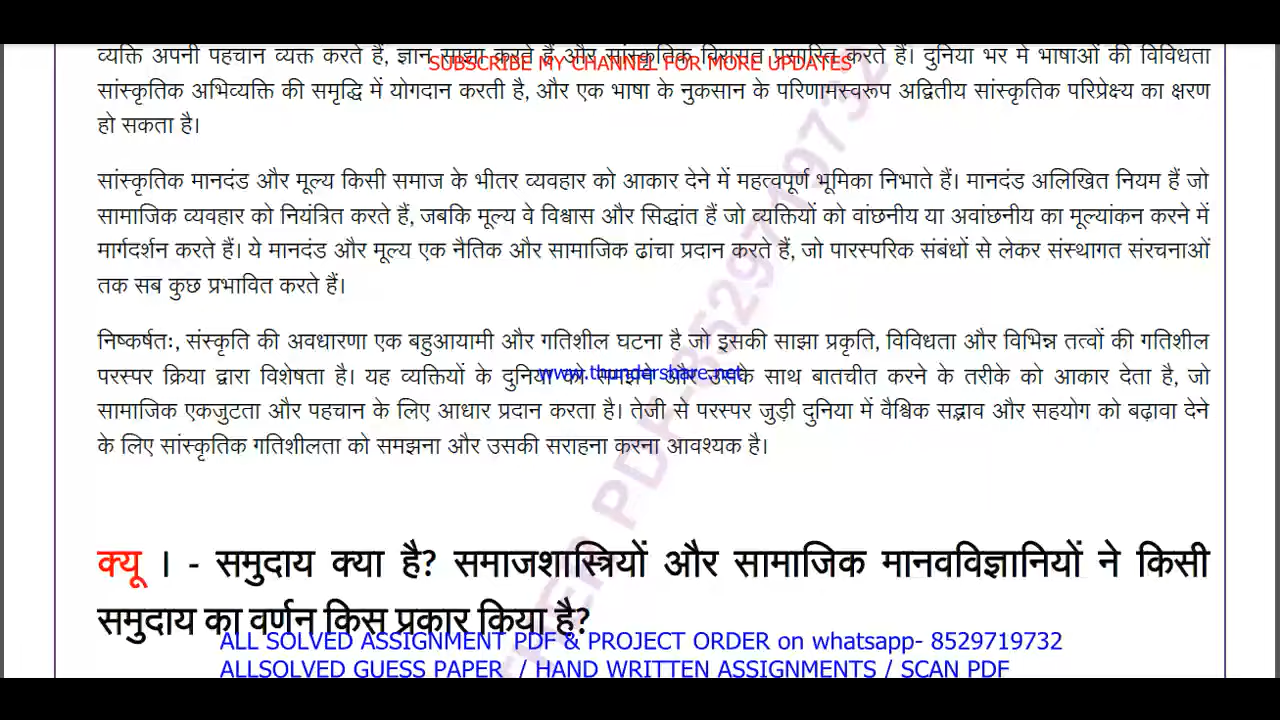 व्यक्ति अपनी पहचान व्यक्त करते हैं, ज्ञान साझा करते हैं और सांस्कृतिक विरासत प्रसारित करते हैं। दुनिया भर मे भाषाओं की विविधता
SUBSCRIBE MY CHANNEL FOR MORE UPDATES
सांस्कृतिक अभिव्यक्ति की समृद्धि में योगदान करती है, और एक भाषा के नुकसान के परिणामस्वरूप अद्वितीय सांस्कृतिक परिप्रेक्ष्य का क्षरण
हो सकता है।
सांस्कृतिक मानदंड और मूल्य किसी समाज के भीतर व्यवहार को आकार देने में महत्वपूर्ण भूमिका निभाते हैं। मानदंड अलिखित नियम हैं जो
सामाजिक व्यवहार को नियंत्रित करते हैं, जबकि मूल्य वे विश्वास और सिद्धांत हैं जो व्यक्तियों को वांछनीय या अवांछनीय का मूल्यांकन करने में
मार्गदर्शन करते हैं। ये मानदंड और मूल्य एक नैतिक और सामाजिक ढांचा प्रदान करते हैं, जो पारस्परिक संबंधों से लेकर संस्थागत संरचनाओं
तक सब कुछ प्रभावित करते हैं।
निष्कर्षतः, संस्कृति की अवधारणा एक बहुआयामी और गतिशील घटना है जो इसकी साझा प्रकृति, विविधता और विभिन्न तत्वों की गतिशील
परस्पर क्रिया द्वारा विशेषता है। यह व्यक्तियों के दुनिया को समझने और उसके साथ बातचीत करने के तरीके को आकार देता है, जो
www.thundershare.net
सामाजिक एकजुटता और पहचान के लिए आधार प्रदान करता है। तेजी से परस्पर जुड़ी दुनिया में वैश्विक सद्भाव और सहयोग को बढ़ावा देने
के लिए सांस्कृतिक गतिशीलता को समझना और उसकी सराहना करना आवश्यक है।
क्यू । - समुदाय क्या है? समाजशास्त्रियों और सामाजिक मानवविज्ञानियों ने किसी
समुदाय का वर्णन किस प्रकार किया है?
ALL SOLVED ASSIGNMENT PDF & PROJECT ORDER on whatsapp- 8529719732
ALLSOLVED GUESS PAPER / HAND WRITTEN ASSIGNMENTS / SCAN PDF
PDF-8529719732